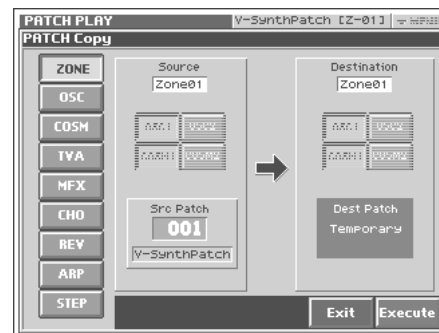 PATCH PLAY
V-SynthPatch [Z-01]
PATCH Copy
ZONE
OSC
COSM
TVA
MFX
CHO
REV
ARP
STEP
Source
Zone01
Src Patch
001
V-SynthPatch
Destination
Zone01
Dest Patch
Temporary
Exit
Execute